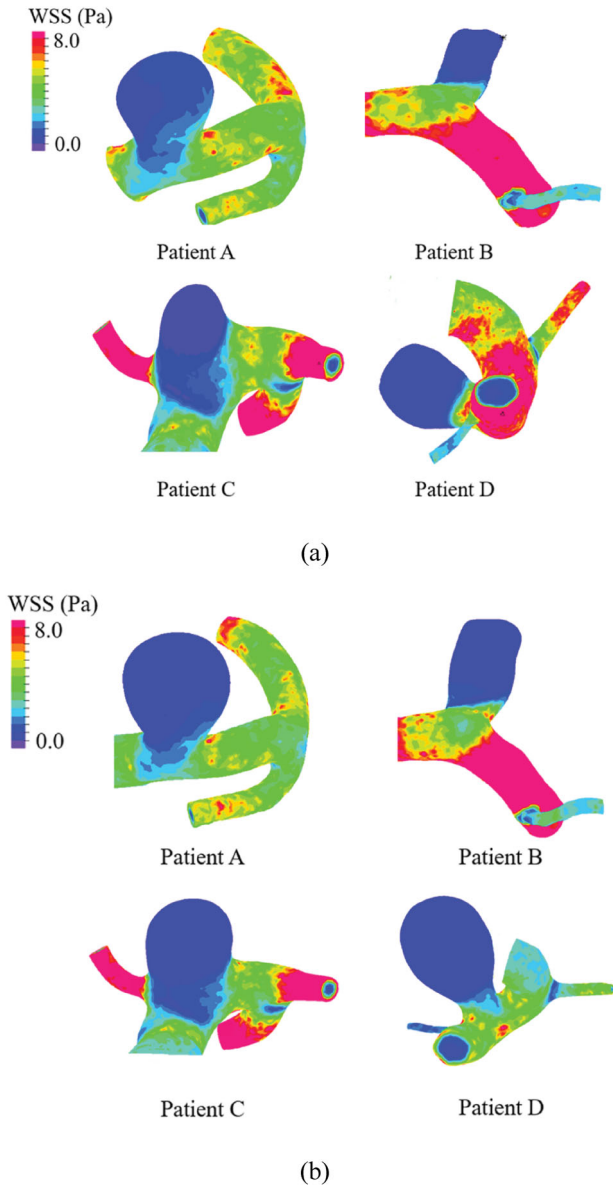 WSS (Pa)
8.0
0.0
Patient A
Patient B
Patient C
Patient D
(a)
WSS (Pa)
8.0
0.0
Patient A
Patient B
Patient C
Patient D
(b)